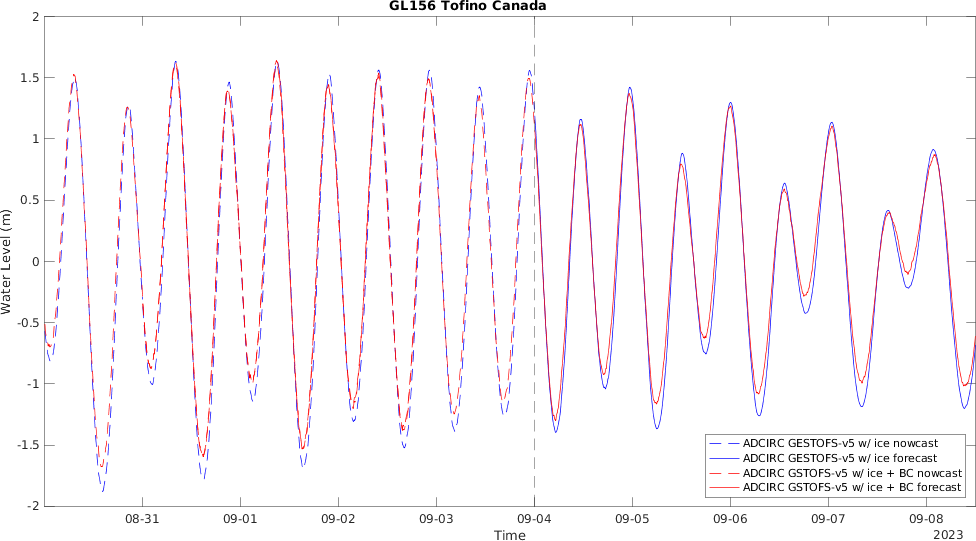 GL156 Tofino Canada
2
1.5
1
0.5
0
-0.5
-1
-1.5
-2
Water Level (m)
ADCIRC GESTOFS-v5 w/ ice nowcast
ADCIRC GESTOFS-v5 w/ ice forecast
ADCIRC GSTOFS-v5 w/ ice + BC nowcast
ADCIRC GSTOFS-v5 w/ ice + BC forecast
08-31 09-01 09-02 09-03 09-04 09-05 09-06 09-07 09-08
Time
2023